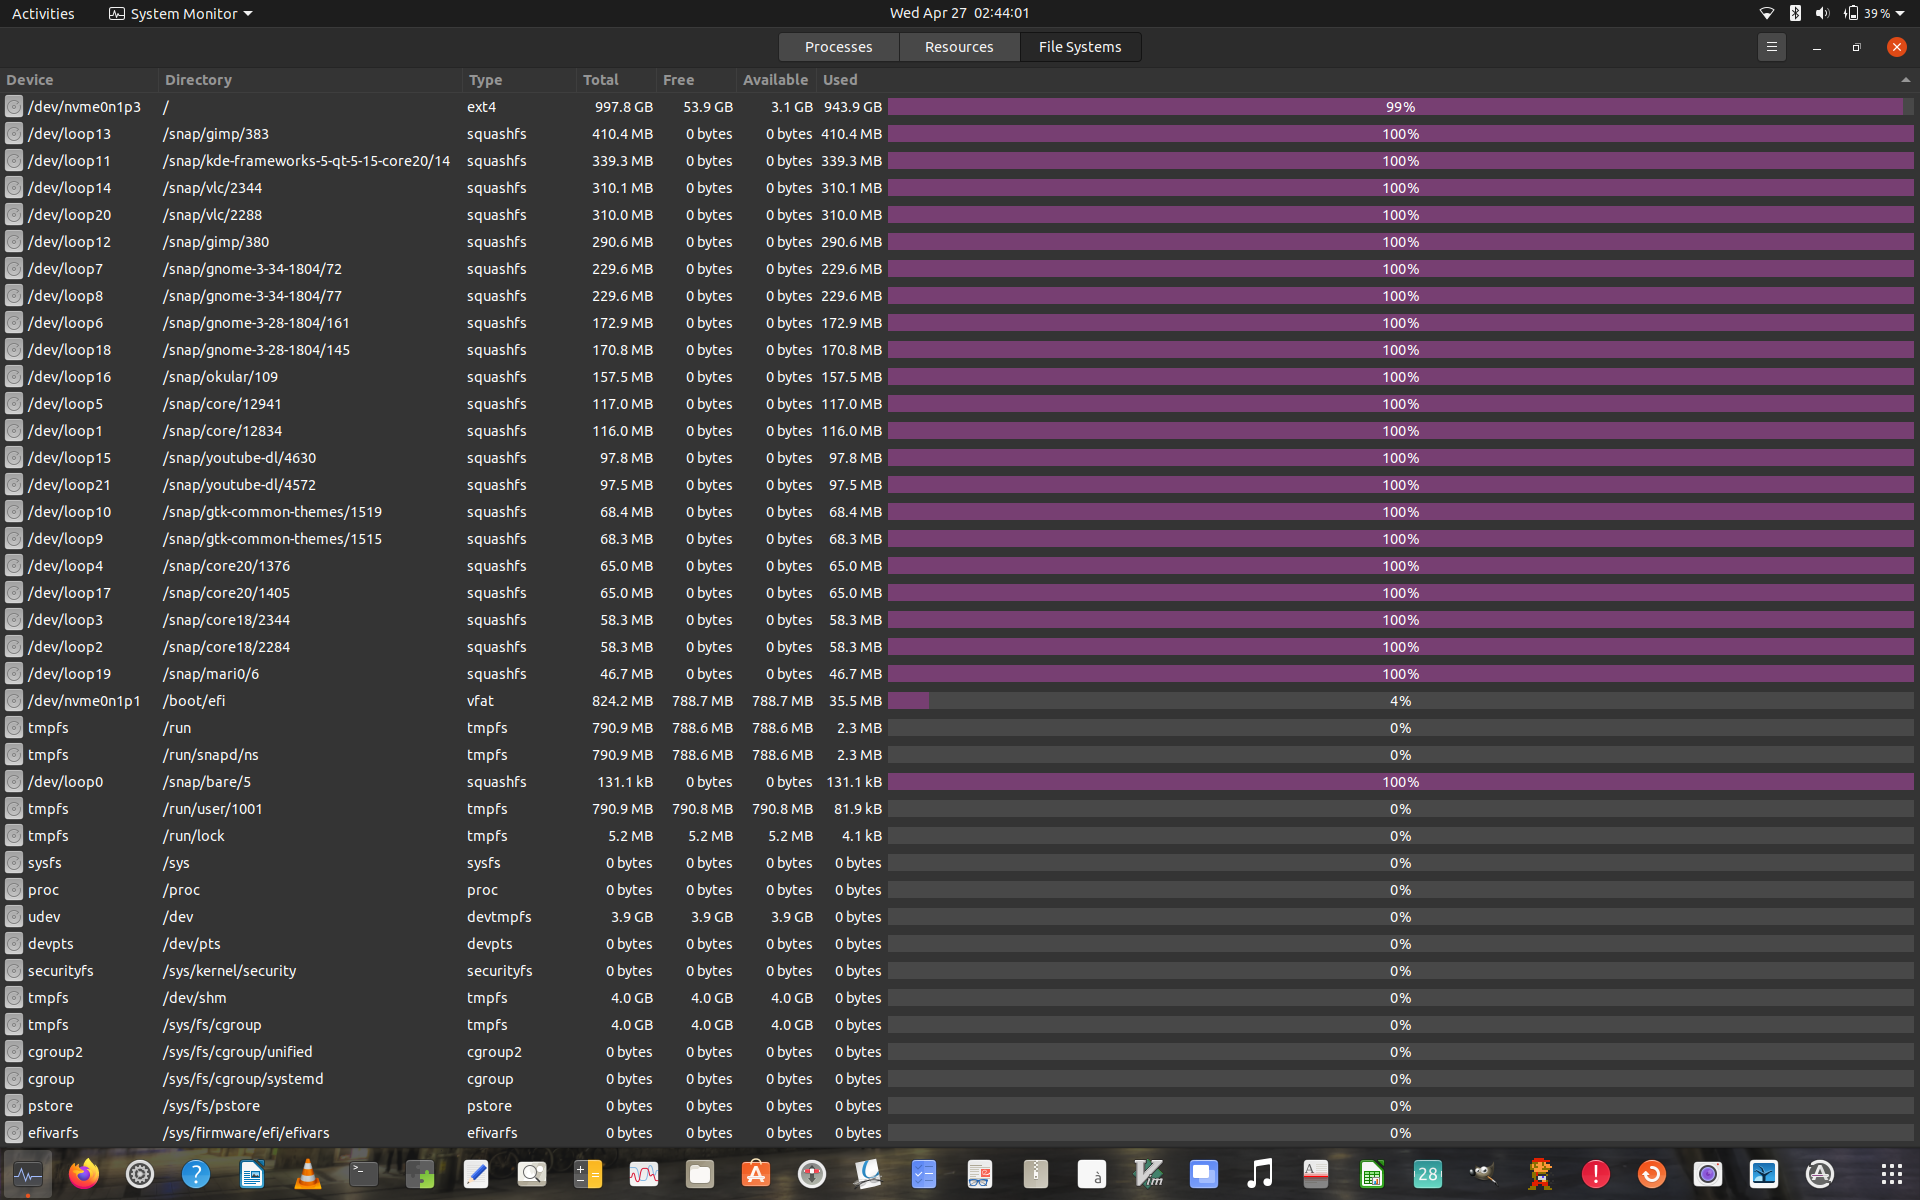 Activities System Monitor Wed Apr 27 02:44:01 39 %
Processes Resources File Systems
Device Directory Type Total Free Available Used
/dev/nvme0n1p3 / ext4 997.8 GB 53.9 GB 3.1 GB 943.9 GB 99%
/dev/loop13 /snap/gimp/383 squashfs 410.4 MB 0 bytes 0 bytes 410.4 MB 100%
/dev/loop11 /snap/kde-frameworks-5-qt-5-15-core20/14 squashfs 339.3 MB 0 bytes 0 bytes 339.3 MB 100%
/dev/loop14 /snap/vlc/2344 squashfs 310.1 MB 0 bytes 0 bytes 310.1 MB 100%
/dev/loop20 /snap/vlc/2288 squashfs 310.0 MB 0 bytes 0 bytes 310.0 MB 100%
/dev/loop12 /snap/gimp/380 squashfs 290.6 MB 0 bytes 0 bytes 290.6 MB 100%
/dev/loop7 /snap/gnome-3-34-1804/72 squashfs 229.6 MB 0 bytes 0 bytes 229.6 MB 100%
/dev/loop8 /snap/gnome-3-34-1804/77 squashfs 229.6 MB 0 bytes 0 bytes 229.6 MB 100%
/dev/loop6 /snap/gnome-3-28-1804/161 squashfs 172.9 MB 0 bytes 0 bytes 172.9 MB 100%
/dev/loop18 /snap/gnome-3-28-1804/145 squashfs 170.8 MB 0 bytes 0 bytes 170.8 MB 100%
/dev/loop16 /snap/okular/109 squashfs 157.5 MB 0 bytes 0 bytes 157.5 MB 100%
/dev/loop5 /snap/core/12941 squashfs 117.0 MB 0 bytes 0 bytes 117.0 MB 100%
/dev/loop1 /snap/core/12834 squashfs 116.0 MB 0 bytes 0 bytes 116.0 MB 100%
/dev/loop15 /snap/youtube-dl/4630 squashfs 97.8 MB 0 bytes 0 bytes 97.8 MB 100%
/dev/loop21 /snap/youtube-dl/4572 squashfs 97.5 MB 0 bytes 0 bytes 97.5 MB 100%
/dev/loop10 /snap/gtk-common-themes/1519 squashfs 68.4 MB 0 bytes 0 bytes 68.4 MB 100%
/dev/loop9 /snap/gtk-common-themes/1515 squashfs 68.3 MB 0 bytes 0 bytes 68.3 MB 100%
/dev/loop4 /snap/core20/1376 squashfs 65.0 MB 0 bytes 0 bytes 65.0 MB 100%
/dev/loop17 /snap/core20/1405 squashfs 65.0 MB 0 bytes 0 bytes 65.0 MB 100%
/dev/loop3 /snap/core18/2344 squashfs 58.3 MB 0 bytes 0 bytes 58.3 MB 100%
/dev/loop2 /snap/core18/2284 squashfs 58.3 MB 0 bytes 0 bytes 58.3 MB 100%
/dev/loop19 /snap/mari0/6 squashfs 46.7 MB 0 bytes 0 bytes 46.7 MB 100%
/dev/nvme0n1p1 /boot/efi vfat 824.2 MB 788.7 MB 788.7 MB 35.5 MB 4%
tmpfs /run tmpfs 790.9 MB 788.6 MB 788.6 MB 2.3 MB 0%
tmpfs /run/snapd/ns tmpfs 790.9 MB 788.6 MB 788.6 MB 2.3 MB 0%
/dev/loop0 /snap/bare/5 squashfs 131.1 kB 0 bytes 0 bytes 131.1 kB 100%
tmpfs /run/user/1001 tmpfs 790.9 MB 790.8 MB 790.8 MB 81.9 kB 0%
tmpfs /run/lock tmpfs 5.2 MB 5.2 MB 5.2 MB 4.1 kB 0%
sysfs /sys sysfs 0 bytes 0 bytes 0 bytes 0 bytes 0%
proc /proc proc 0 bytes 0 bytes 0 bytes 0 bytes 0%
udev /dev devtmpfs 3.9 GB 3.9 GB 3.9 GB 0 bytes 0%
devpts /dev/pts devpts 0 bytes 0 bytes 0 bytes 0 bytes 0%
securityfs /sys/kernel/security securityfs 0 bytes 0 bytes 0 bytes 0 bytes 0%
tmpfs /dev/shm tmpfs 4.0 GB 4.0 GB 4.0 GB 0 bytes 0%
tmpfs /sys/fs/cgroup tmpfs 4.0 GB 4.0 GB 4.0 GB 0 bytes 0%
cgroup2 /sys/fs/cgroup/unified cgroup2 0 bytes 0 bytes 0 bytes 0 bytes 0%
cgroup /sys/fs/cgroup/systemd cgroup 0 bytes 0 bytes 0 bytes 0 bytes 0%
pstore /sys/fs/pstore pstore 0 bytes 0 bytes 0 bytes 0 bytes 0%
efivarfs /sys/firmware/efi/efivars efivarfs 0 bytes 0 bytes 0 bytes 0 bytes 0%
à Vim A 28